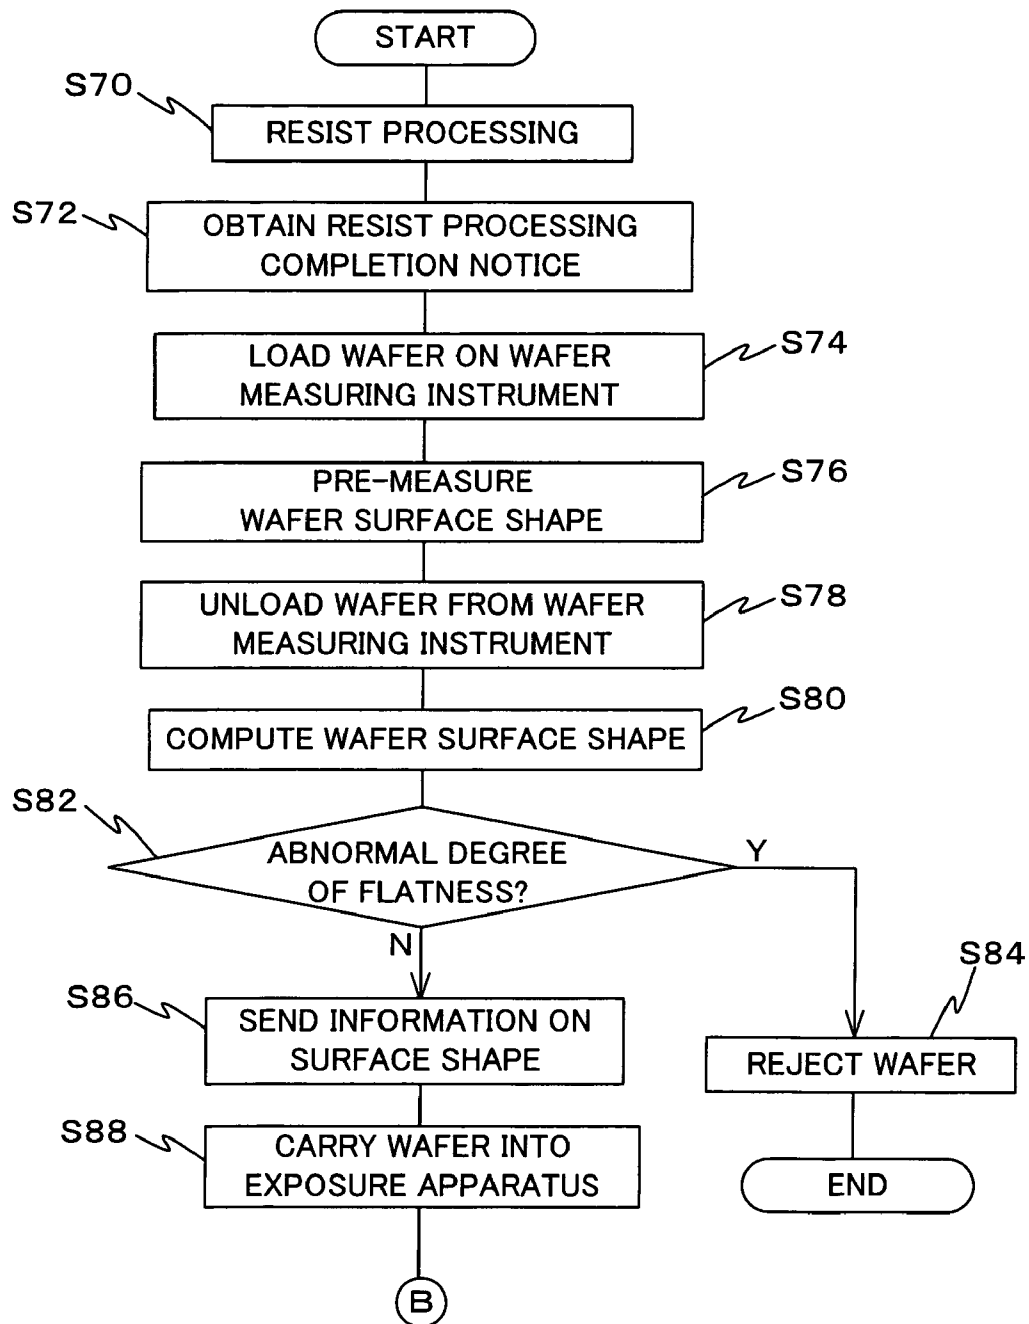 START
S70
RESIST PROCESSING
S72
OBTAIN RESIST PROCESSING
COMPLETION NOTICE
S74
LOAD WAFER ON WAFER
MEASURING INSTRUMENT
S76
PRE-MEASURE
WAFER SURFACE SHAPE
S78
UNLOAD WAFER FROM WAFER
MEASURING INSTRUMENT
S80
COMPUTE WAFER SURFACE SHAPE
S82
ABNORMAL DEGREE
OF FLATNESS?
Y
N
S84
REJECT WAFER
END
S86
SEND INFORMATION ON
SURFACE SHAPE
S88
CARRY WAFER INTO
EXPOSURE APPARATUS
B